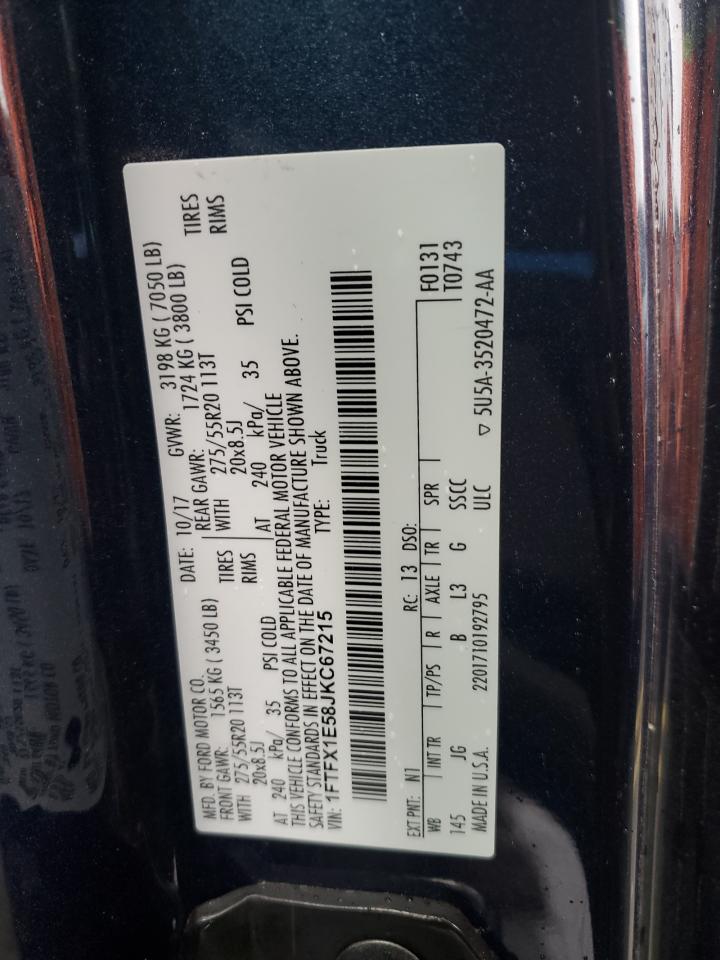 MFD. BY FORD MOTOR CO. DATE: 10/17 GVWR: 3198 KG ( 7050 LB)
FRONT GAWR: 1565 KG ( 3450 LB) REAR GAWR: 1724 KG ( 3800 LB)
WITH 275/55R20 113T TIRES WITH 275/55R20 113T TIRES
20x8.5J RIMS 20x8.5J RIMS
AT 240 kPa/ 35 PSI COLD AT 240 kPa/ 35 PSI COLD
THIS VEHICLE CONFORMS TO ALL APPLICABLE FEDERAL MOTOR VEHICLE
SAFETY STANDARDS IN EFFECT ON THE DATE OF MANUFACTURE SHOWN ABOVE.
VIN: 1FTFX1E58JKC67215 TYPE: Truck
EXT PNT: N1 RC: 13 DSO: F0131
WB INT TR TP/PS R AXLE TR SPR T0743
145 JG B L3 G SSCC
MADE IN U.S.A. 2201710192795 ULC ▽ 5U5A-3520472-AA